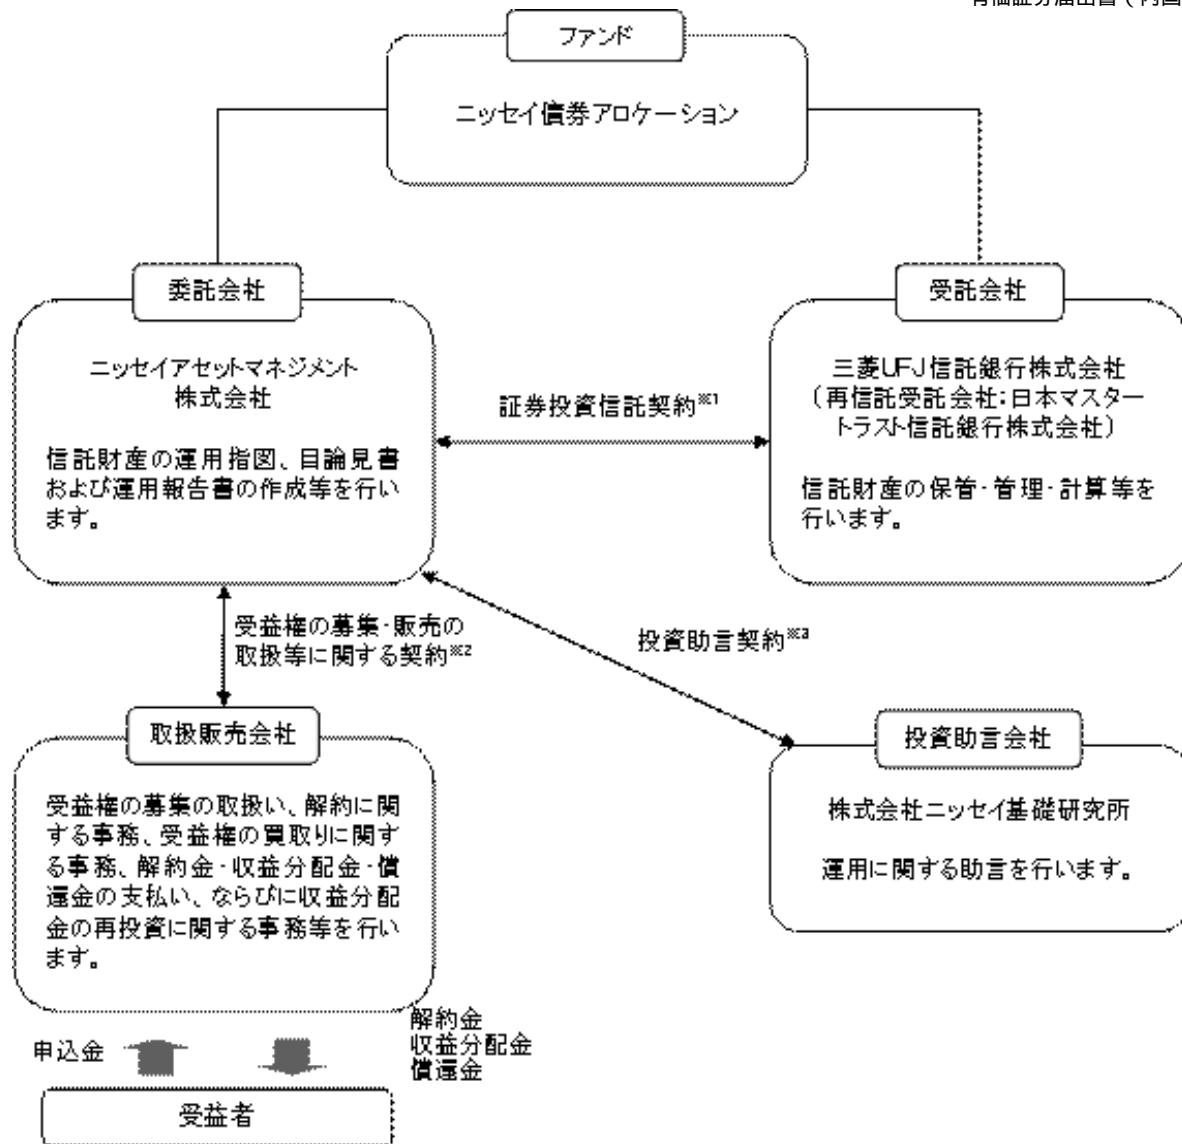 有価証券届出書（内国
ファンド
ニッセイ債券アロケーション
委託会社
ニッセイアセットマネジメント
株式会社
信託財産の運用指図、目論見書
および運用報告書の作成等を行い
ます。
証券投資信託契約※1
受託会社
三菱UFJ信託銀行株式会社
（再信託受託会社：日本マスター
トラスト信託銀行株式会社）
信託財産の保管・管理・計算等を
行います。
受益権の募集・販売の
取扱等に関する契約※2
投資助言契約※3
取扱販売会社
受益権の募集の取扱い、解約に関
する事務、受益権の買取りに関す
る事務、解約金・収益分配金・償
還金の支払い、ならびに収益分配
金の再投資に関する事務等を行い
ます。
投資助言会社
株式会社ニッセイ基礎研究所
運用に関する助言を行います。
申込金
解約金
収益分配金
償還金
受益者